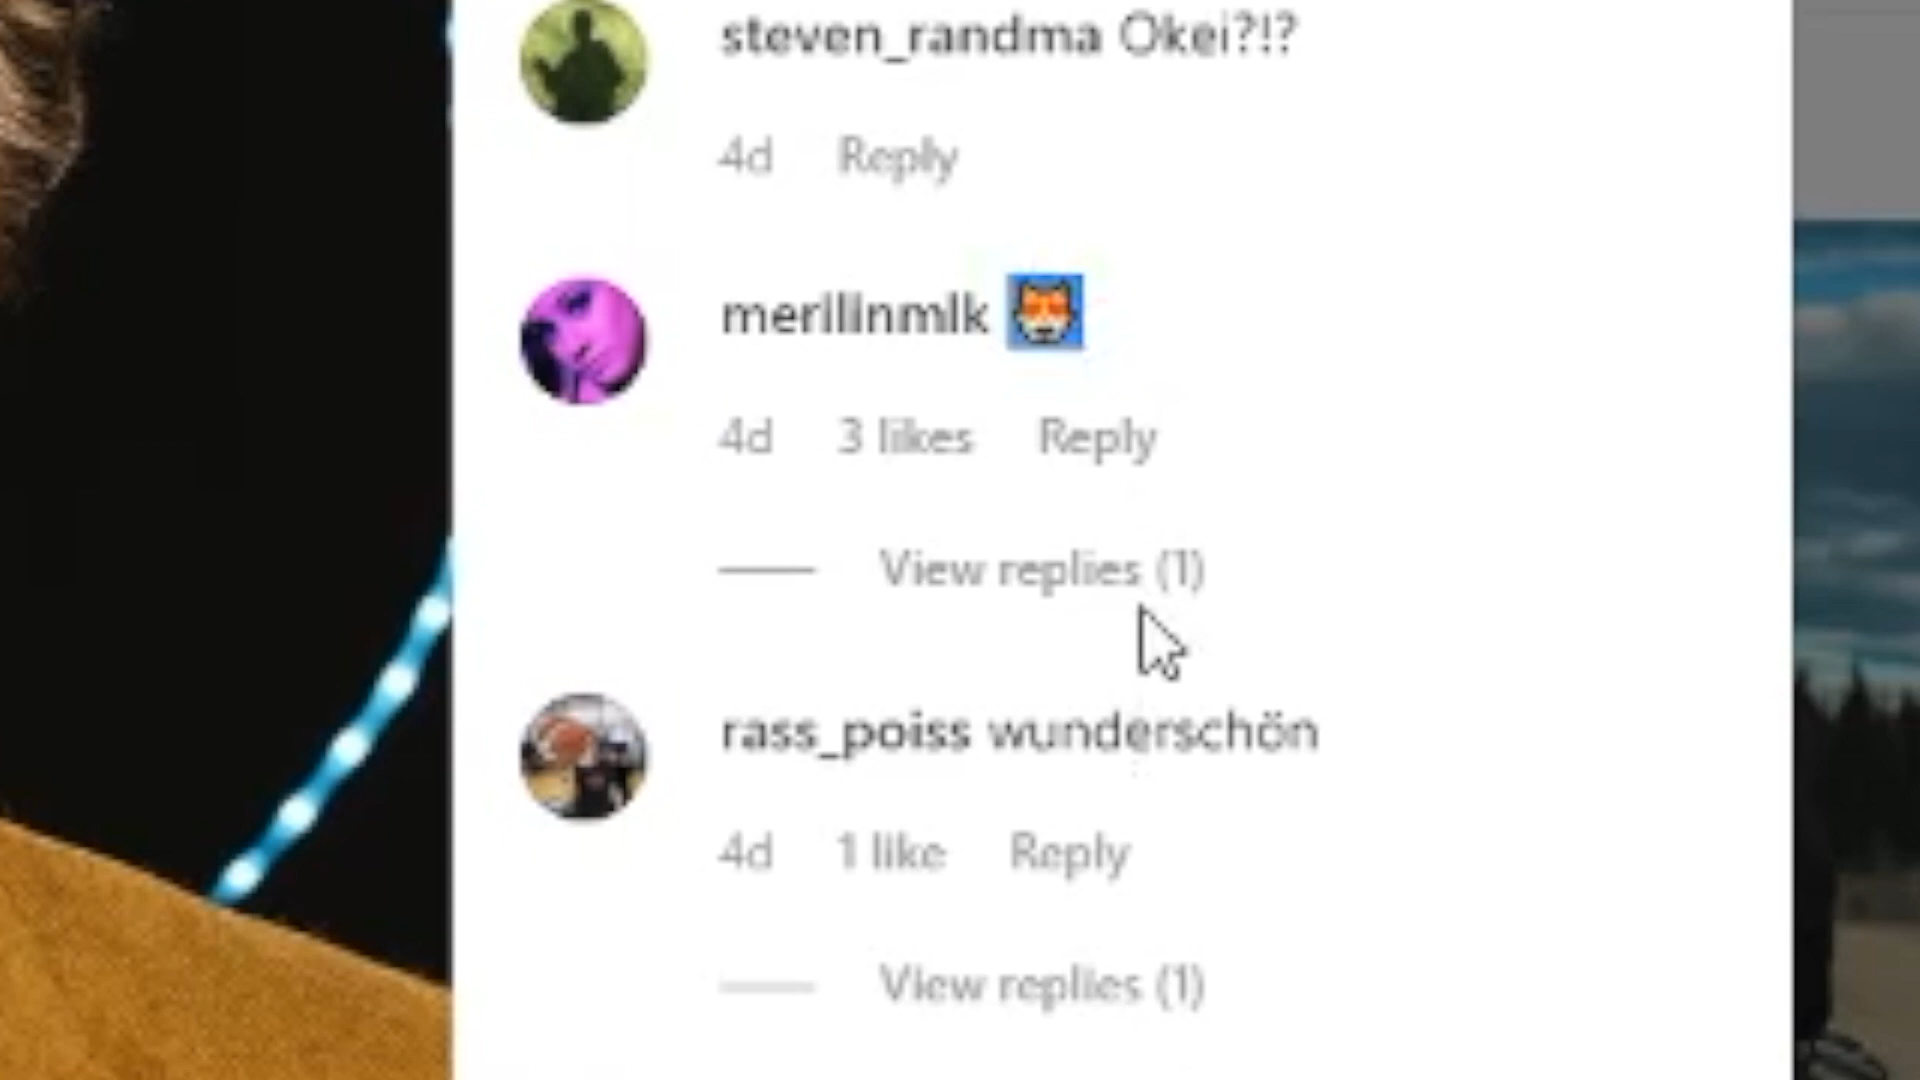 steven_randma Okei?!?
4d Reply
merilinmlk
4d 3 likes Reply
View replies (1)
rass_poiss wunderschön
4d 1 like Reply
View replies (1)